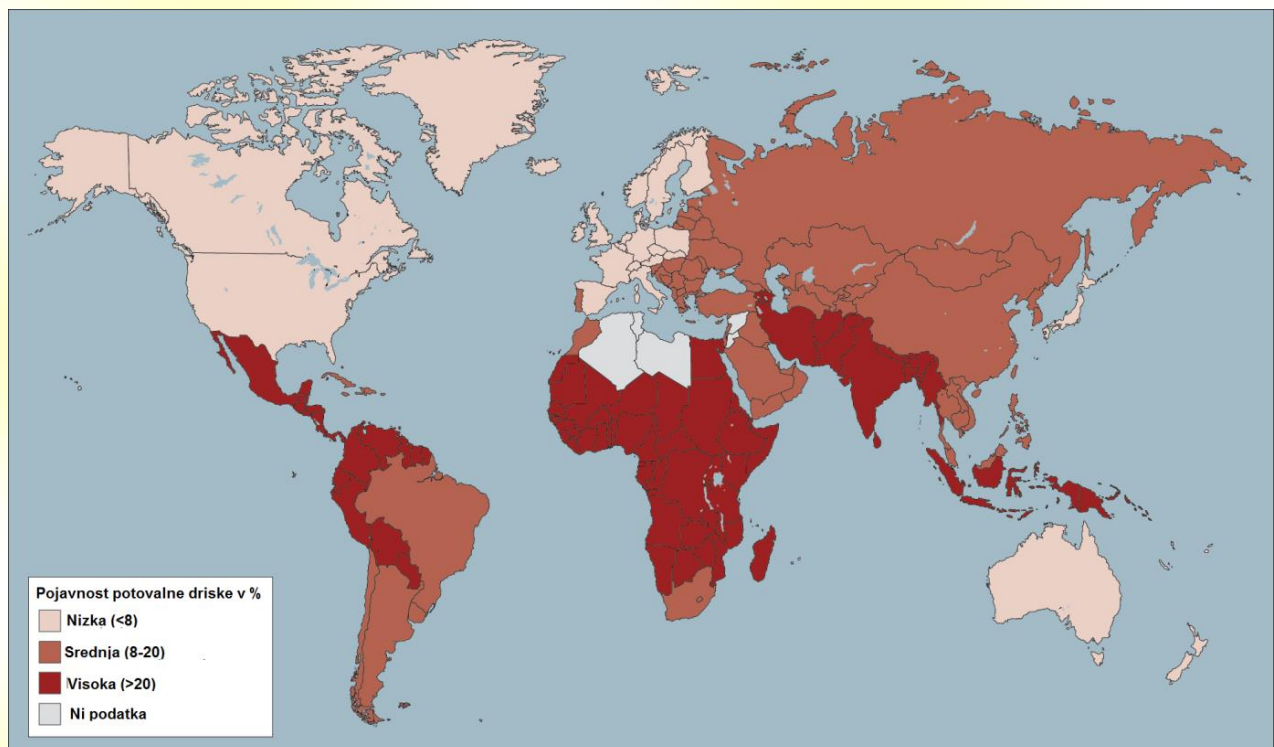 Pojavnost potovalne driske v %
Nizka (<8)
Srednja (8-20)
Visoka (>20)
Ni podatka